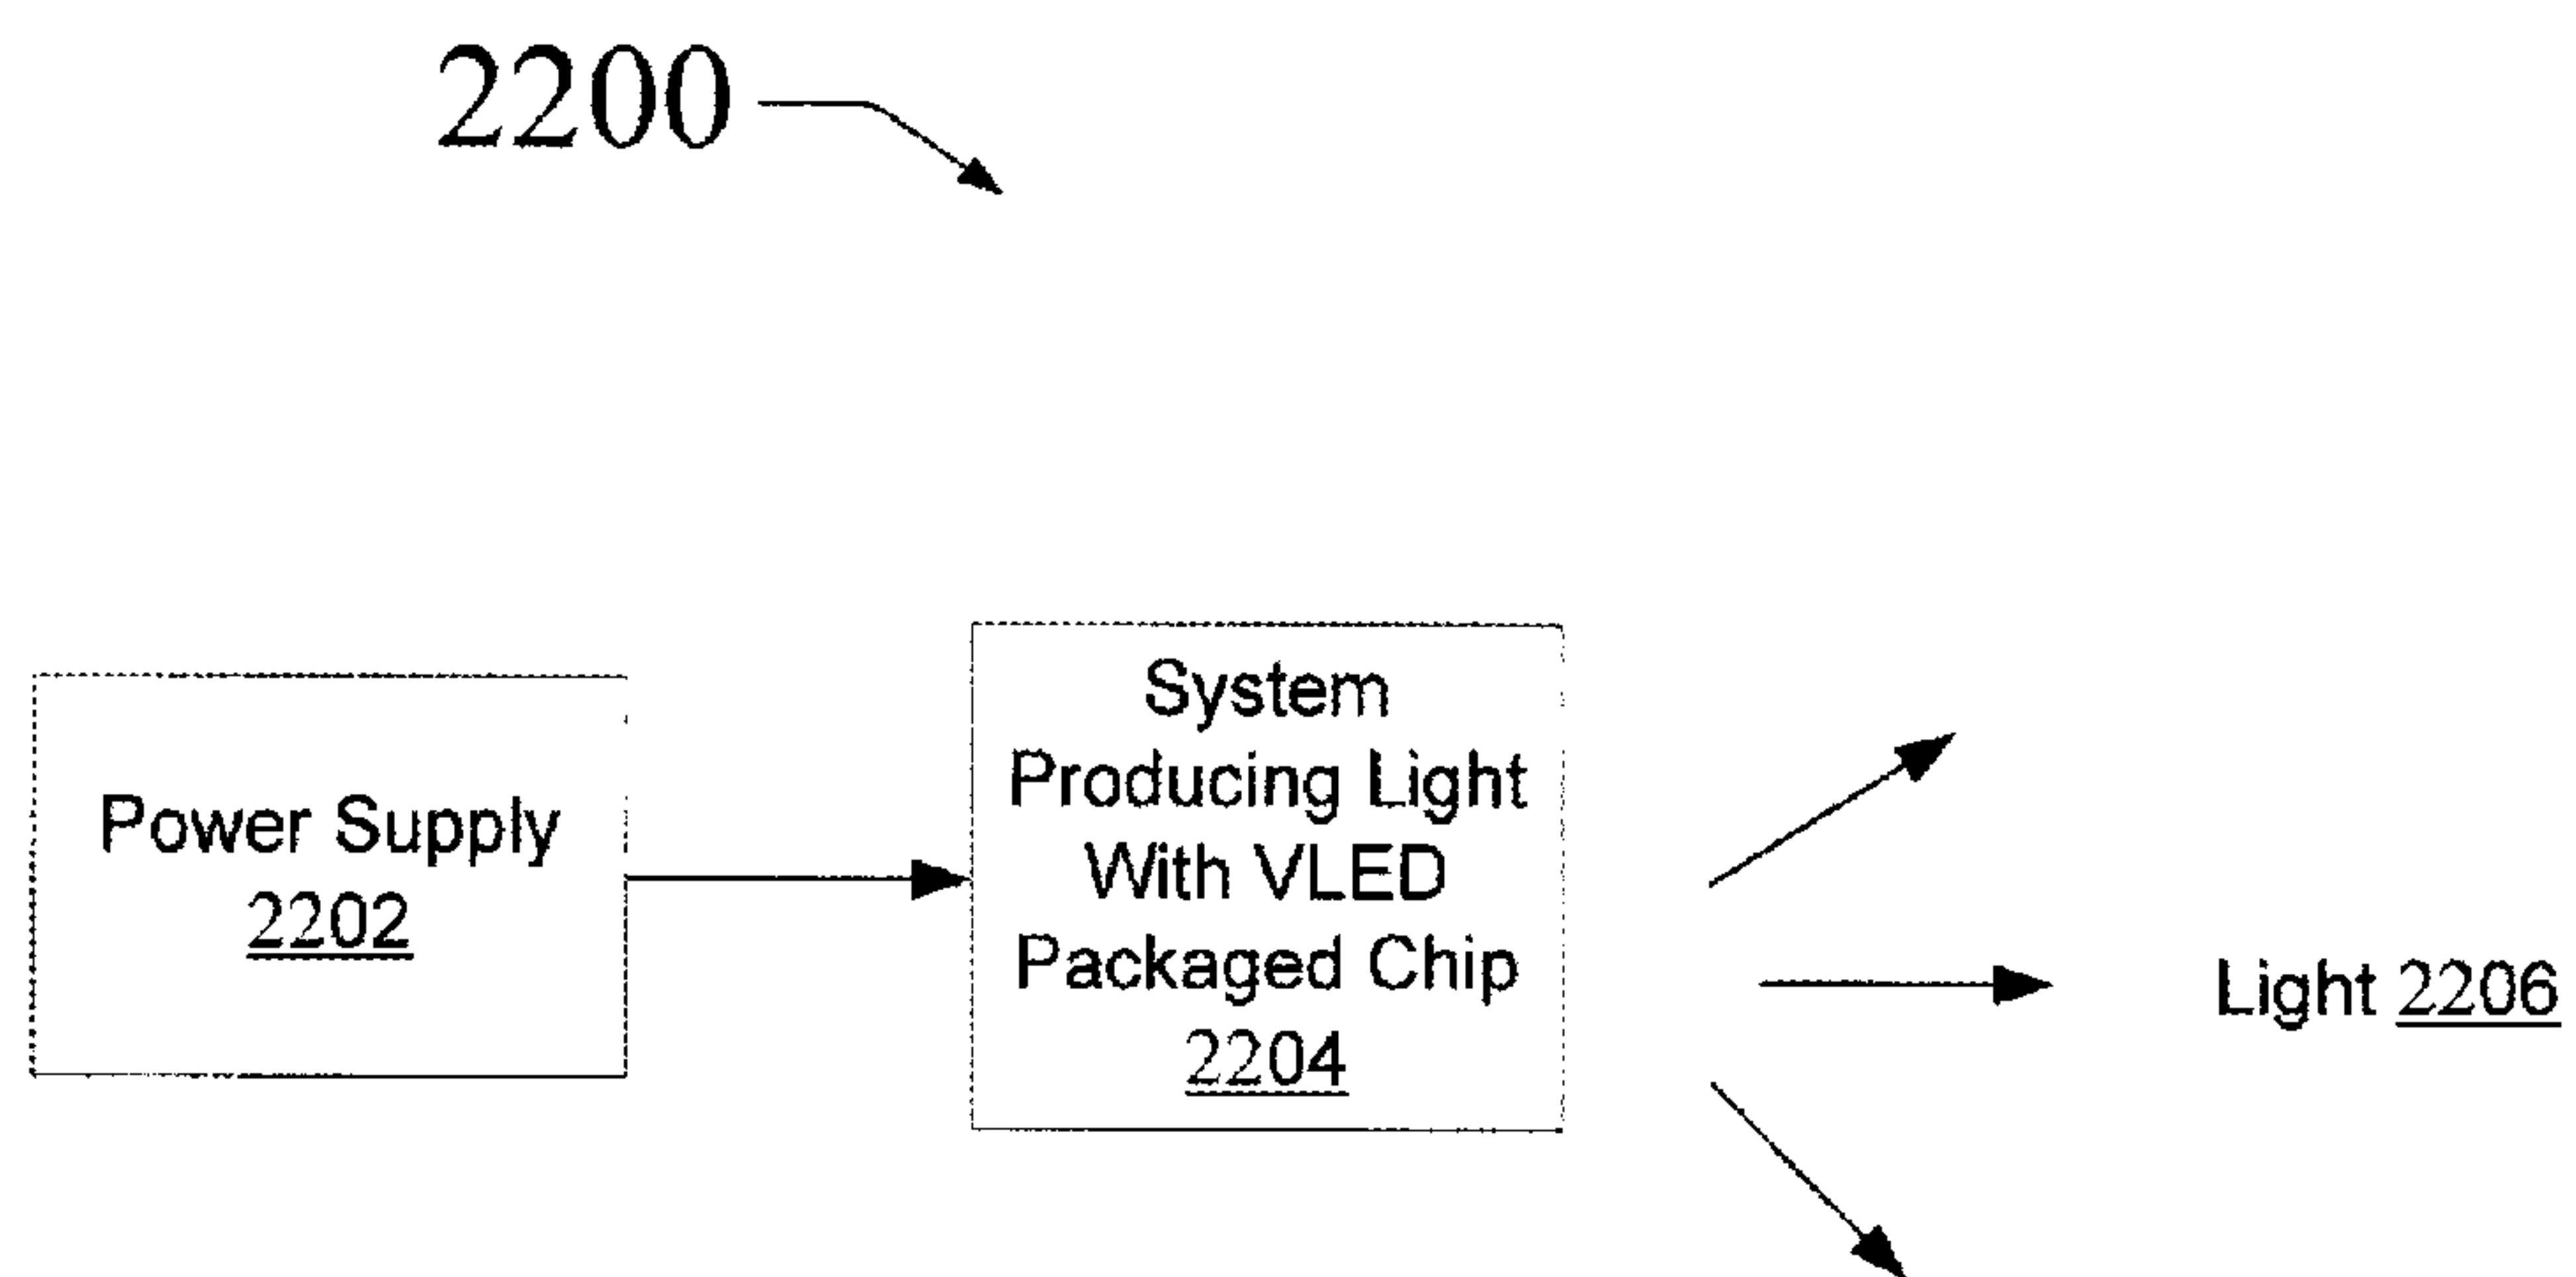 2200
Power Supply
2202
System
Producing Light
With VLED
Packaged Chip
2204
Light 2206